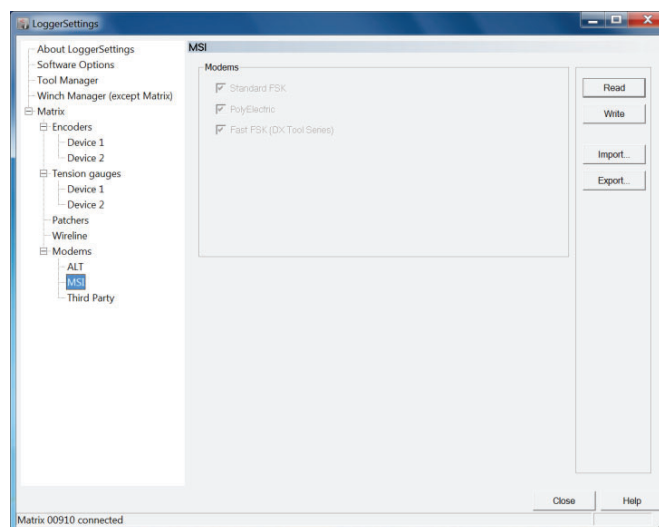 LoggerSettings
About LoggerSettings
Software Options
Tool Manager
Winch Manager (except Matrix)
Matrix
Encoders
Device 1
Device 2
Tension gauges
Device 1
Device 2
Patchers
Wireline
Modems
ALT
MSI
Third Party
MSI
Modems
Standard FSK
PolyElectric
Fast FSK (DX Tool Series)
Read
Write
Import...
Export...
Close
Help
Matrix 00910 connected